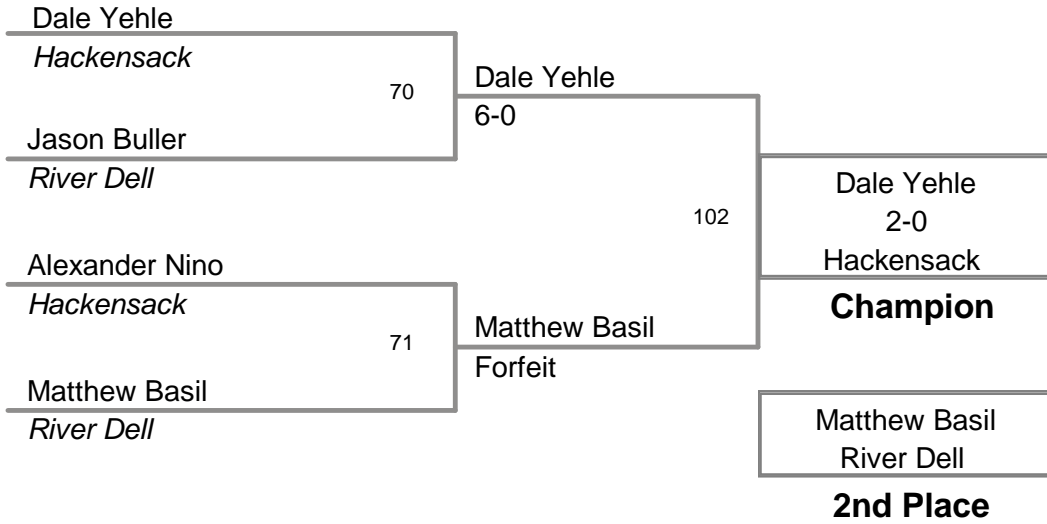 Dale Yehle
Hackensack
70
Dale Yehle
6-0
Jason Buller
River Dell
Dale Yehle
2-0
Hackensack
102
Champion
Alexander Nino
Hackensack
71
Matthew Basil
Forfeit
Matthew Basil
River Dell
Matthew Basil
River Dell
2nd Place